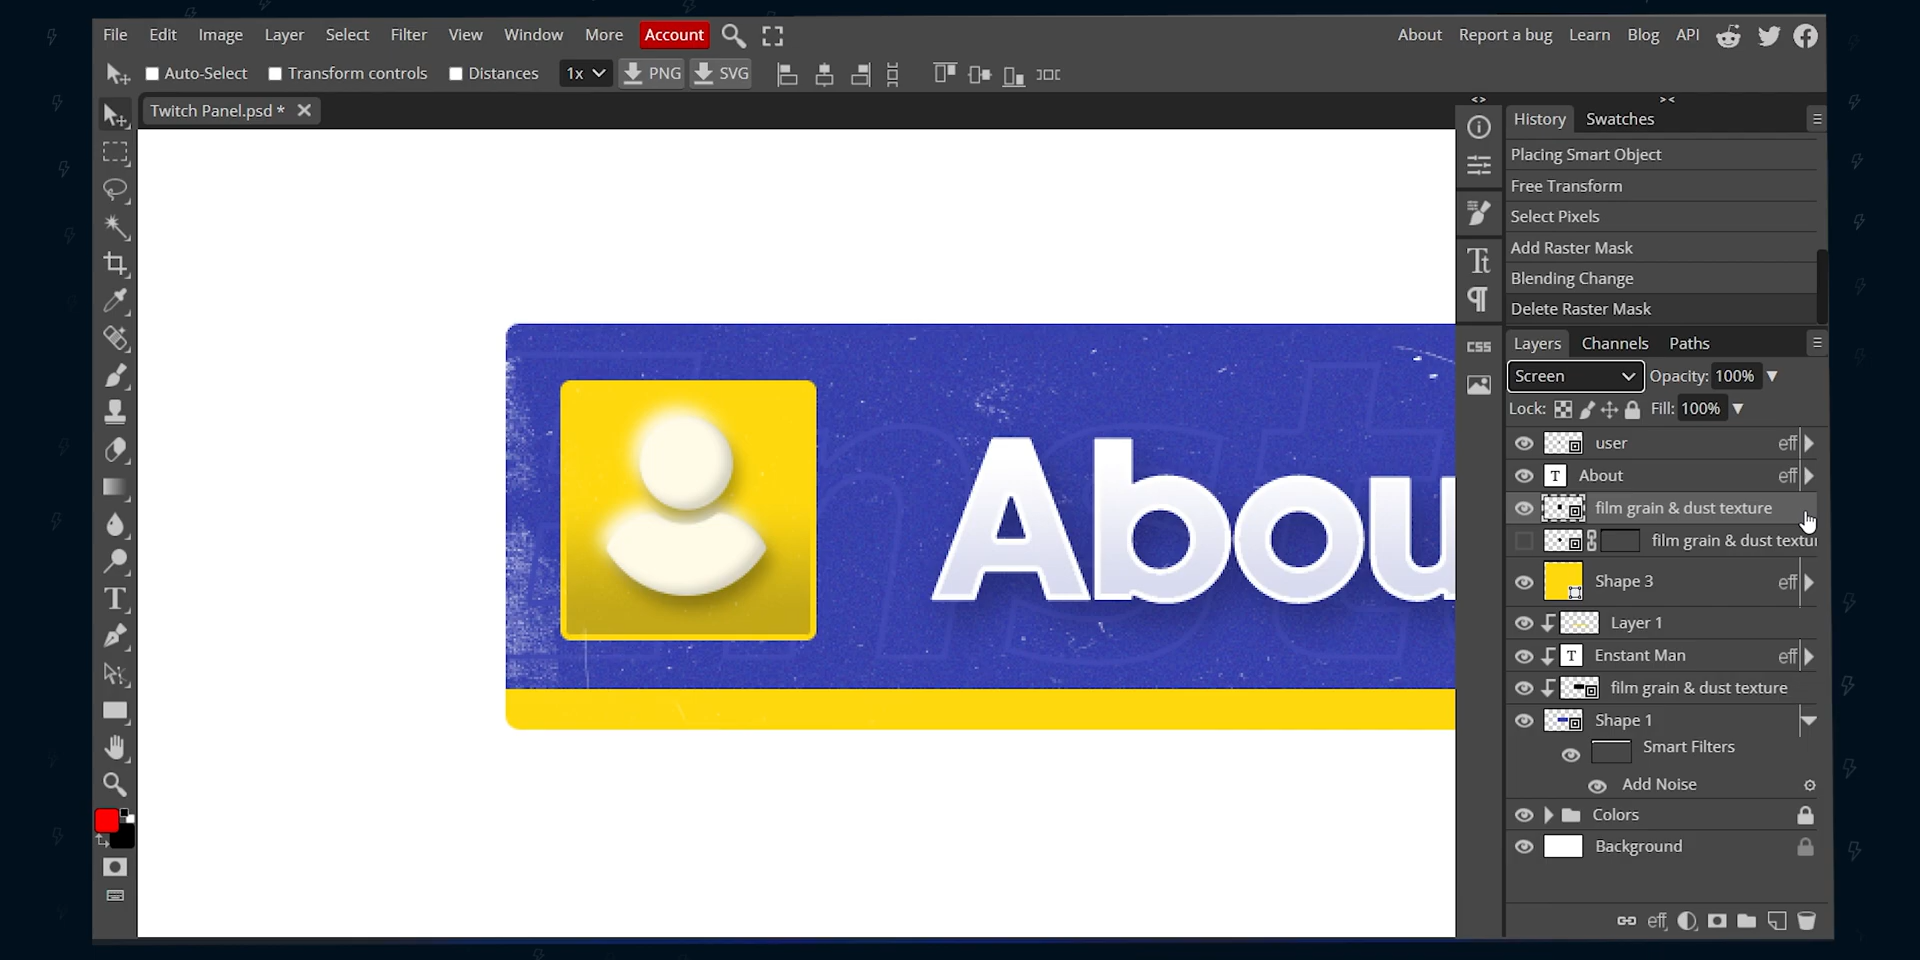 File Edit Image Layer Select Filter View Window More Account About Report a bug Learn Blog API
Auto-Select Transform controls Distances 1x PNG SVG
Twitch Panel.psd *
History Swatches
Placing Smart Object
Free Transform
Select Pixels
Add Raster Mask
Blending Change
Delete Raster Mask
Layers Channels Paths
Screen Opacity: 100%
Lock: Fill: 100%
user eff
T About eff
film grain & dust texture
film grain & dust textur
Shape 3 eff
Layer 1
T Enstant Man eff
film grain & dust texture
Shape 1
Smart Filters
Add Noise
Colors
Background
eff
CSS
Abou